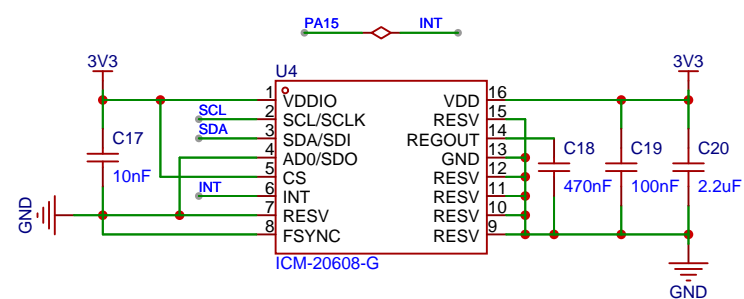 PA15 INT
3V3 U4 3V3
1 VDDIO VDD 16
SCL 2 SCL/SCLK RESV 15
SDA 3 SDA/SDI REGOUT 14
C17 4 AD0/SDO GND 13 C18 C19 C20
10nF 5 CS RESV 12 470nF 100nF 2.2uF
INT 6 INT RESV 11
GND 7 RESV RESV 10
8 FSYNC RESV 9
ICM-20608-G
GND